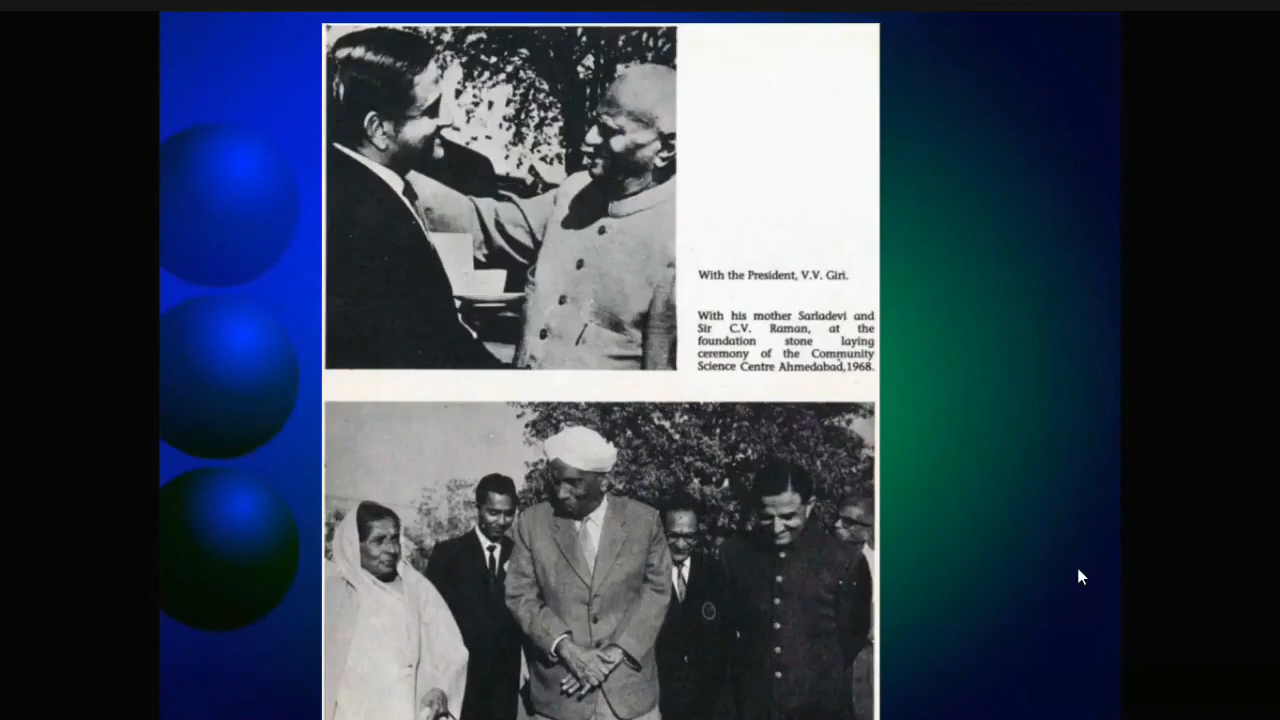 With the President, V.V. Giri.
With his mother Sarladevi and
Sir C.V. Raman, at the
foundation stone laying
ceremony of the Community
Science Centre Ahmedabad,1968.